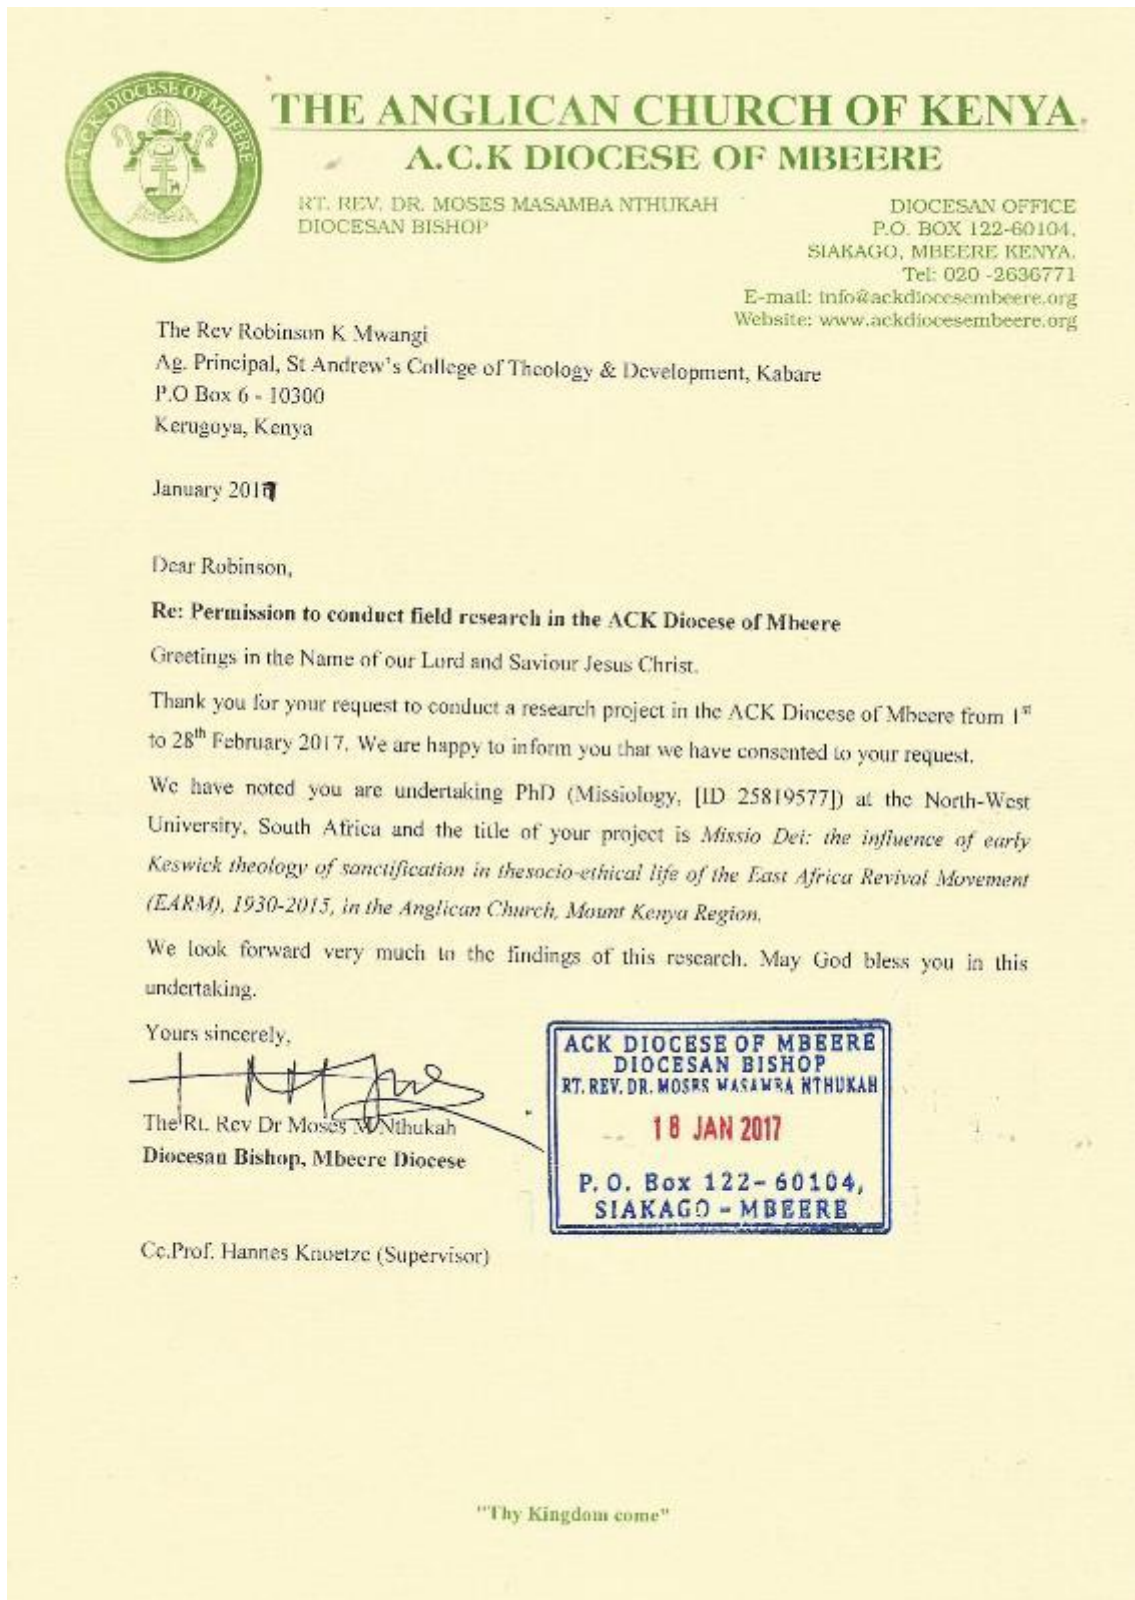 ACK DIOCESE OF MBEERE
THE ANGLICAN CHURCH OF KENYA.
A.C.K DIOCESE OF MBEERE
RT. REV. DR. MOSES MASAMBA NTHUKAH
DIOCESAN BISHOP
DIOCESAN OFFICE
P.O. BOX 122-60104,
SIAKAGO, MBEERE KENYA.
Tel: 020 -2636771
E-mail: info@ackdiocesembeere.org
Website: www.ackdiocesembeere.org
The Rev Robinson K Mwangi
Ag. Principal, St Andrew's College of Theology & Development, Kabare
P.O Box 6 - 10300
Kerugoya, Kenya
January 2017
Dear Robinson,
Re: Permission to conduct field research in the ACK Diocese of Mbeere
Greetings in the Name of our Lord and Saviour Jesus Christ.
Thank you for your request to conduct a research project in the ACK Diocese of Mbeere from 1st
to 28th February 2017. We are happy to inform you that we have consented to your request.
We have noted you are undertaking PhD (Missiology, [ID 25819577]) at the North-West
University, South Africa and the title of your project is Missio Dei: the influence of early
Keswick theology of sanctification in thesocio-ethical life of the East Africa Revival Movement
(EARM), 1930-2015, in the Anglican Church, Mount Kenya Region.
We look forward very much to the findings of this research. May God bless you in this
undertaking.
Yours sincerely,
The Rt. Rev Dr Moses M Nthukah
Diocesan Bishop, Mbeere Diocese
ACK DIOCESE OF MBEERE
DIOCESAN BISHOP
RT. REV. DR. MOSES MASAMBA NTHUKAH
18 JAN 2017
P. O. Box 122-60104,
SIAKAGO - MBEERE
Cc.Prof. Hannes Knoetze (Supervisor)
"Thy Kingdom come"